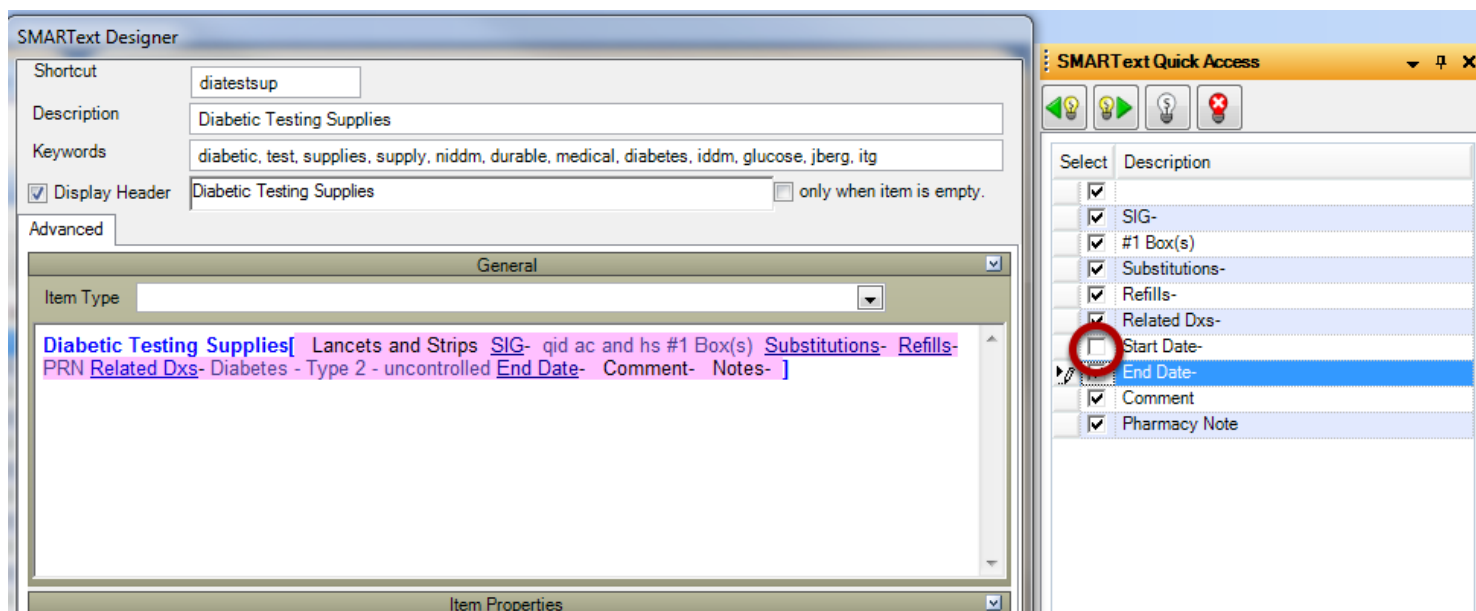 SMARText Designer
Shortcut
diatestsup
Description
Diabetic Testing Supplies
Keywords
diabetic, test, supplies, supply, niddm, durable, medical, diabetes, iddm, glucose, jberg, itg
Display Header
Diabetic Testing Supplies
only when item is empty.
Advanced
General
Item Type
Diabetic Testing Supplies[ Lancets and Strips SIG- qid ac and hs #1 Box(s) Substitutions- Refills-
PRN Related Dxs- Diabetes - Type 2 - uncontrolled End Date- Comment- Notes- ]
Item Properties
SMARText Quick Access
Select Description
SIG-
#1 Box(s)
Substitutions-
Refills-
Related Dxs-
Start Date-
End Date-
Comment
Pharmacy Note